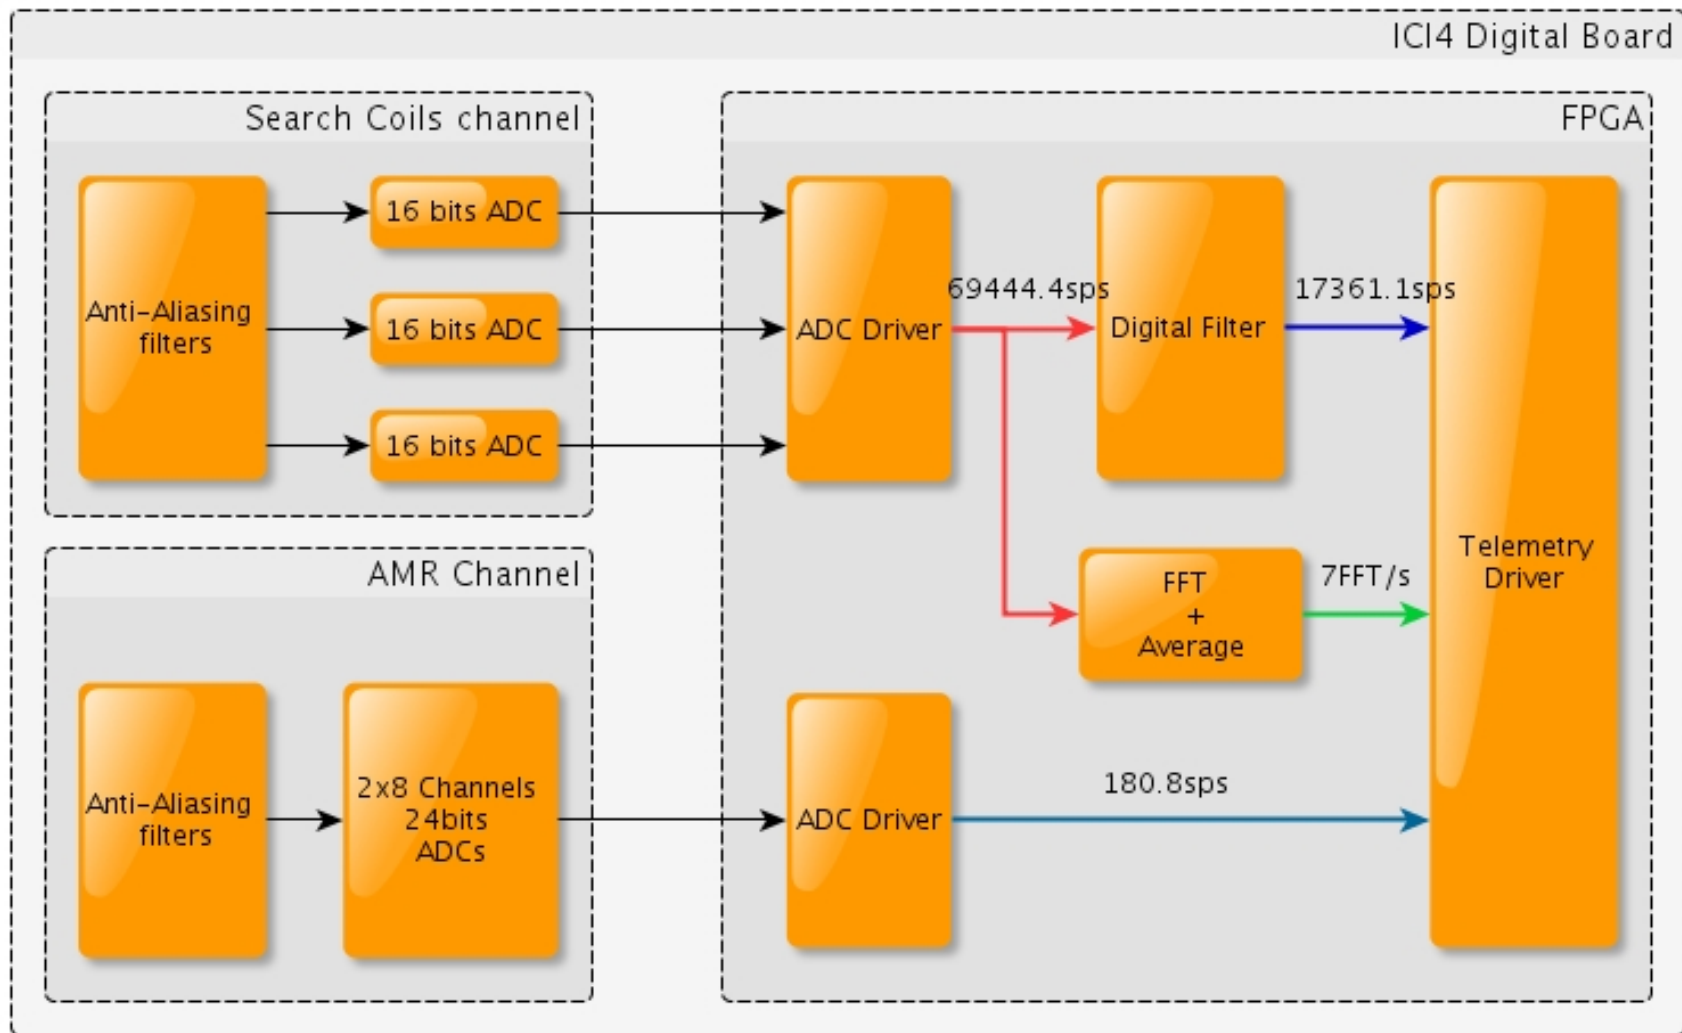 ICI4 Digital Board
Search Coils channel
Anti-Aliasing
filters
16 bits ADC
16 bits ADC
16 bits ADC
AMR Channel
Anti-Aliasing
filters
2x8 Channels
24bits
ADCs
FPGA
ADC Driver
69444.4sps
Digital Filter
17361.1sps
FFT
+
Average
7FFT/s
Telemetry
Driver
ADC Driver
180.8sps